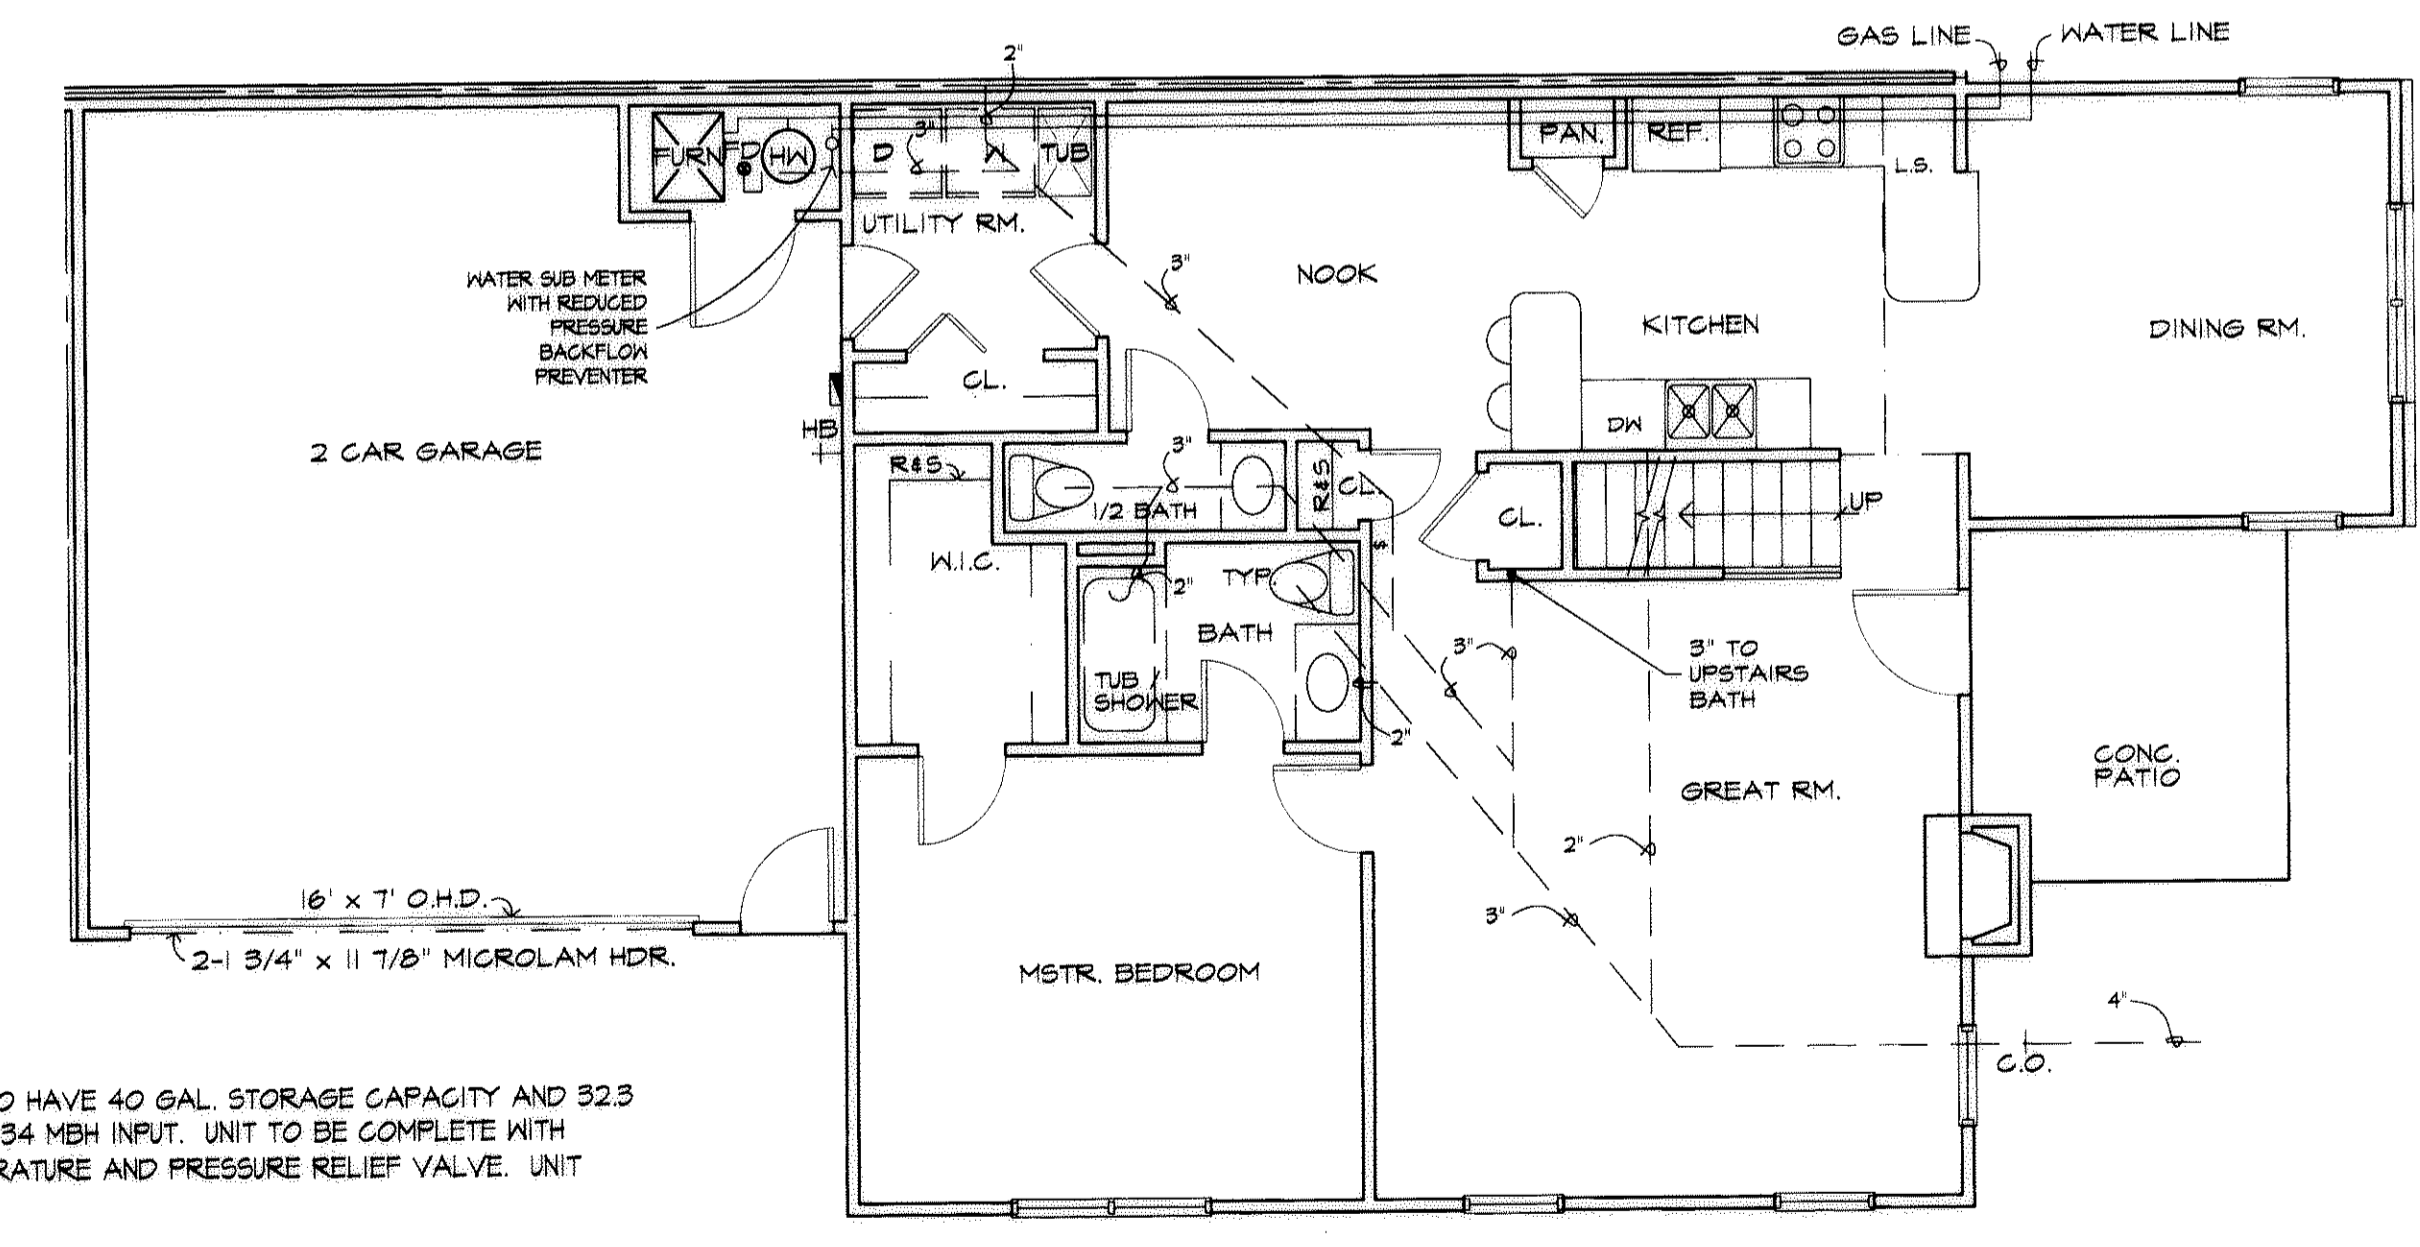 GAS LINE
WATER LINE
2"
FURN
FD
HW
3"
D
W
TUB
PAN.
REF.
L.S.
UTILITY RM.
WATER SUB METER
WITH REDUCED
PRESSURE
BACKFLOW
PREVENTER
3"
NOOK
KITCHEN
DINING RM.
CL.
HB
2 CAR GARAGE
DW
R&S
3"
1/2 BATH
R&S
CL.
CL.
UP
W.I.C.
TYP.
2"
BATH
TUB /
SHOWER
3"
3"
3" TO
UPSTAIRS
BATH
2"
CONC.
PATIO
GREAT RM.
2"
3"
16' x 7' O.H.D.
2-1 3/4" x 11 7/8" MICROLAM HDR.
MSTR. BEDROOM
4"
C.O.
O HAVE 40 GAL. STORAGE CAPACITY AND 32.3
34 MBH INPUT. UNIT TO BE COMPLETE WITH
RATURE AND PRESSURE RELIEF VALVE. UNIT